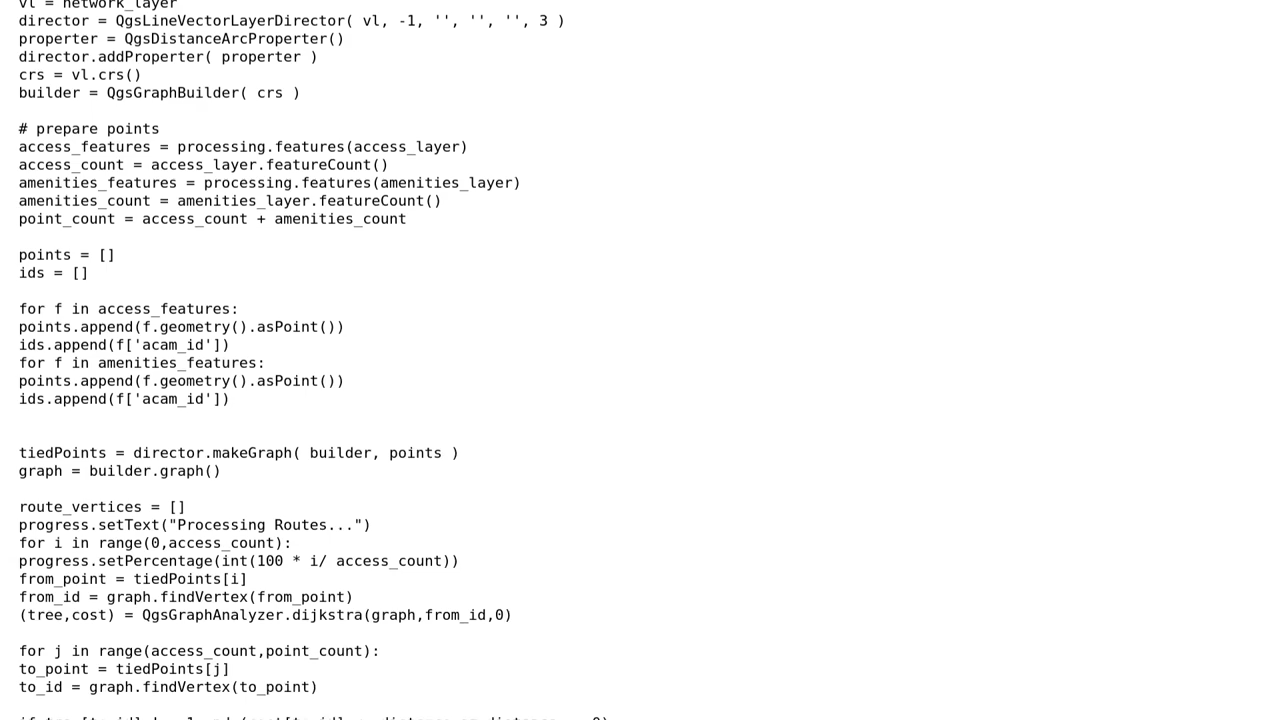 vl = network_layer
director = QgsLineVectorLayerDirector( vl, -1, '', '', '', 3 )
properter = QgsDistanceArcProperter()
director.addProperter( properter )
crs = vl.crs()
builder = QgsGraphBuilder( crs )
# prepare points
access_features = processing.features(access_layer)
access_count = access_layer.featureCount()
amenities_features = processing.features(amenities_layer)
amenities_count = amenities_layer.featureCount()
point_count = access_count + amenities_count
points = []
ids = []
for f in access_features:
points.append(f.geometry().asPoint())
ids.append(f['acam_id'])
for f in amenities_features:
points.append(f.geometry().asPoint())
ids.append(f['acam_id'])
tiedPoints = director.makeGraph( builder, points )
graph = builder.graph()
route_vertices = []
progress.setText("Processing Routes...")
for i in range(0,access_count):
progress.setPercentage(int(100 * i/ access_count))
from_point = tiedPoints[i]
from_id = graph.findVertex(from_point)
(tree,cost) = QgsGraphAnalyzer.dijkstra(graph,from_id,0)
for j in range(access_count,point_count):
to_point = tiedPoints[j]
to_id = graph.findVertex(to_point)